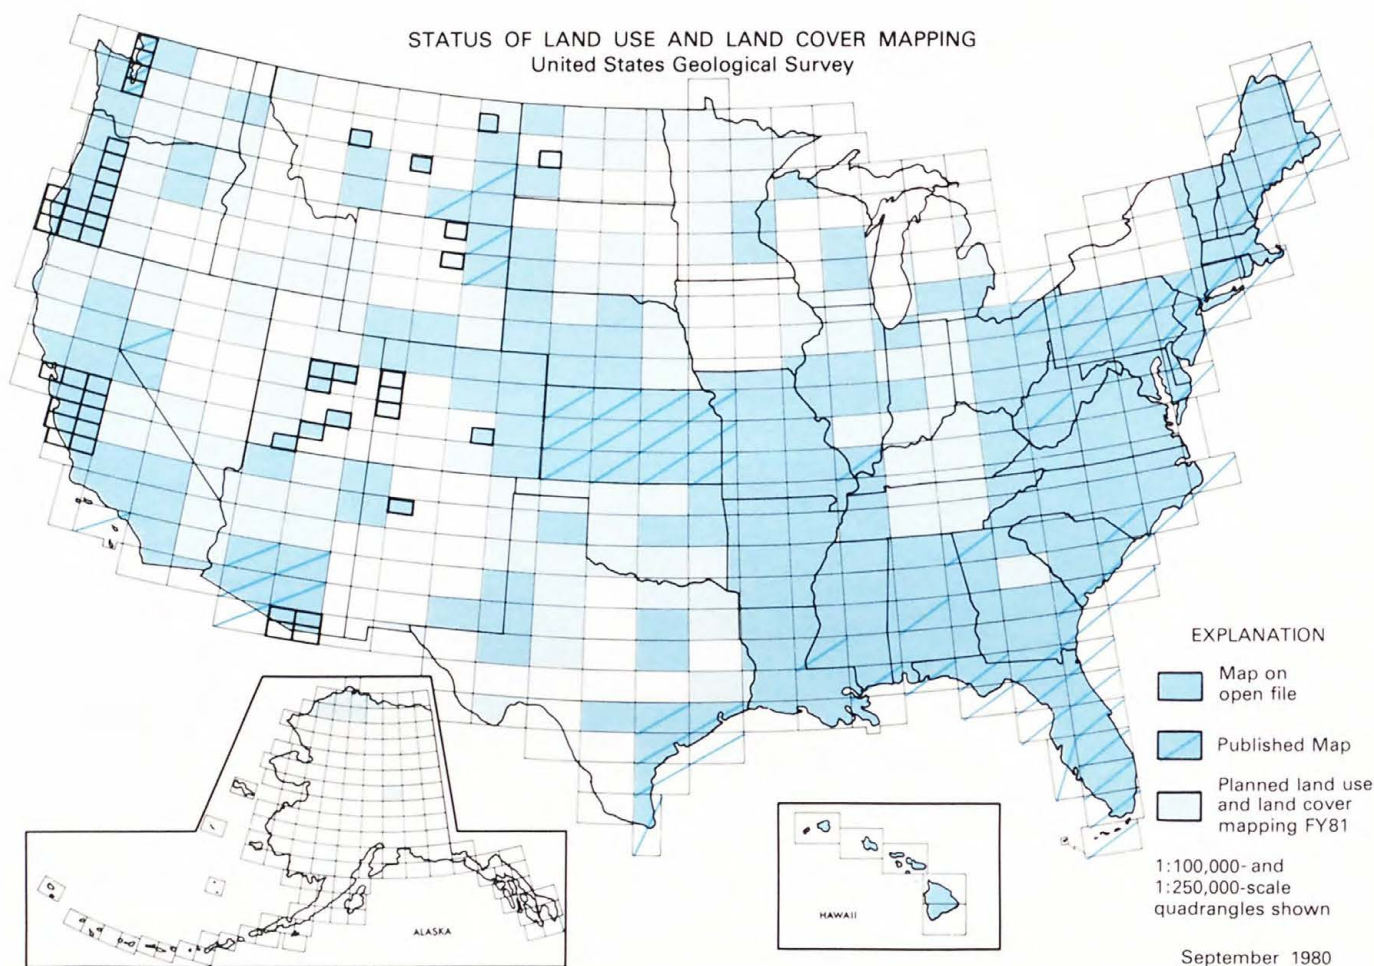 STATUS OF LAND USE AND LAND COVER MAPPING
United States Geological Survey
EXPLANATION
Map on
open file
Published Map
Planned land use
and land cover
mapping FY81
1:100,000- and
1:250,000-scale
quadrangles shown
September 1980
ALASKA
HAWAII